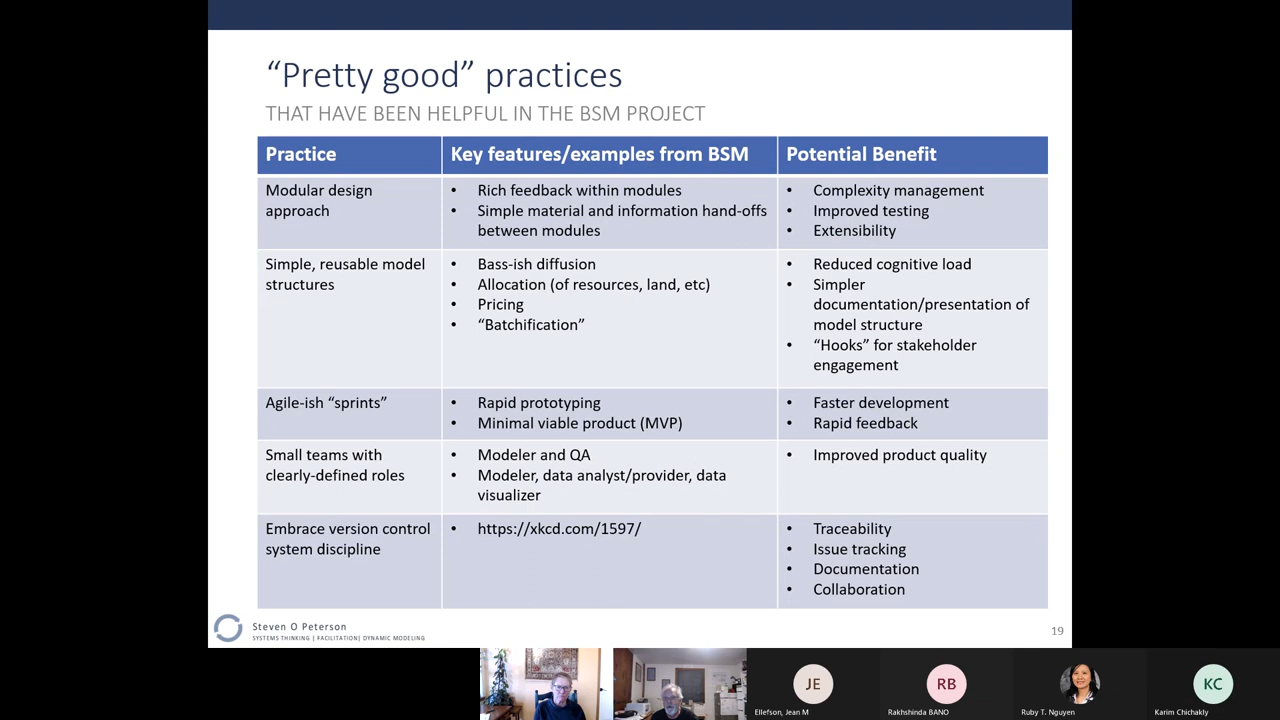 “Pretty good” practices
THAT HAVE BEEN HELPFUL IN THE BSM PROJECT
Practice
Key features/examples from BSM
Potential Benefit
Modular design
approach
• Rich feedback within modules
• Simple material and information hand-offs
between modules
• Complexity management
• Improved testing
• Extensibility
Simple, reusable model
structures
• Bass-ish diffusion
• Allocation (of resources, land, etc)
• Pricing
• “Batchification”
• Reduced cognitive load
• Simpler
documentation/presentation of
model structure
• “Hooks” for stakeholder
engagement
Agile-ish “sprints”
• Rapid prototyping
• Minimal viable product (MVP)
• Faster development
• Rapid feedback
Small teams with
clearly-defined roles
• Modeler and QA
• Modeler, data analyst/provider, data
visualizer
• Improved product quality
Embrace version control
system discipline
• https://xkcd.com/1597/
• Traceability
• Issue tracking
• Documentation
• Collaboration
Steven O Peterson
SYSTEMS THINKING | FACILITATION| DYNAMIC MODELING
19
JE
RB
KC
Ellefson, Jean M
Rakhshinda BANO
Ruby T. Nguyen
Karim Chichakly